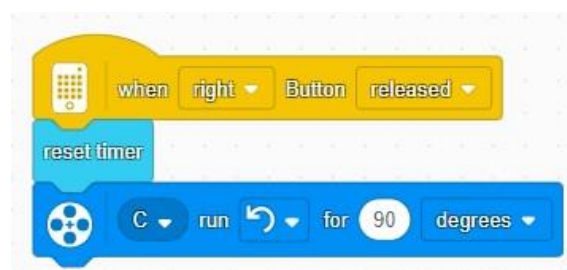 when right Button released
reset timer
C run for 90 degrees